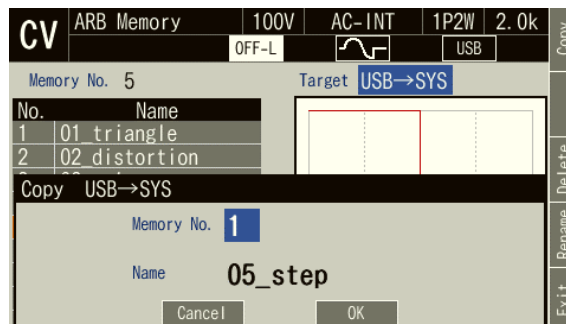 CV ARB Memory 100V AC-INT 1P2W 2.0k
OFF-L USB
Memory No. 5 Target USB→SYS
No. Name
1 01_triangle
2 02_distortion
Copy USB→SYS
Memory No. 1
Name 05_step
Cancel OK
Copy
Delete
Rename
Exit